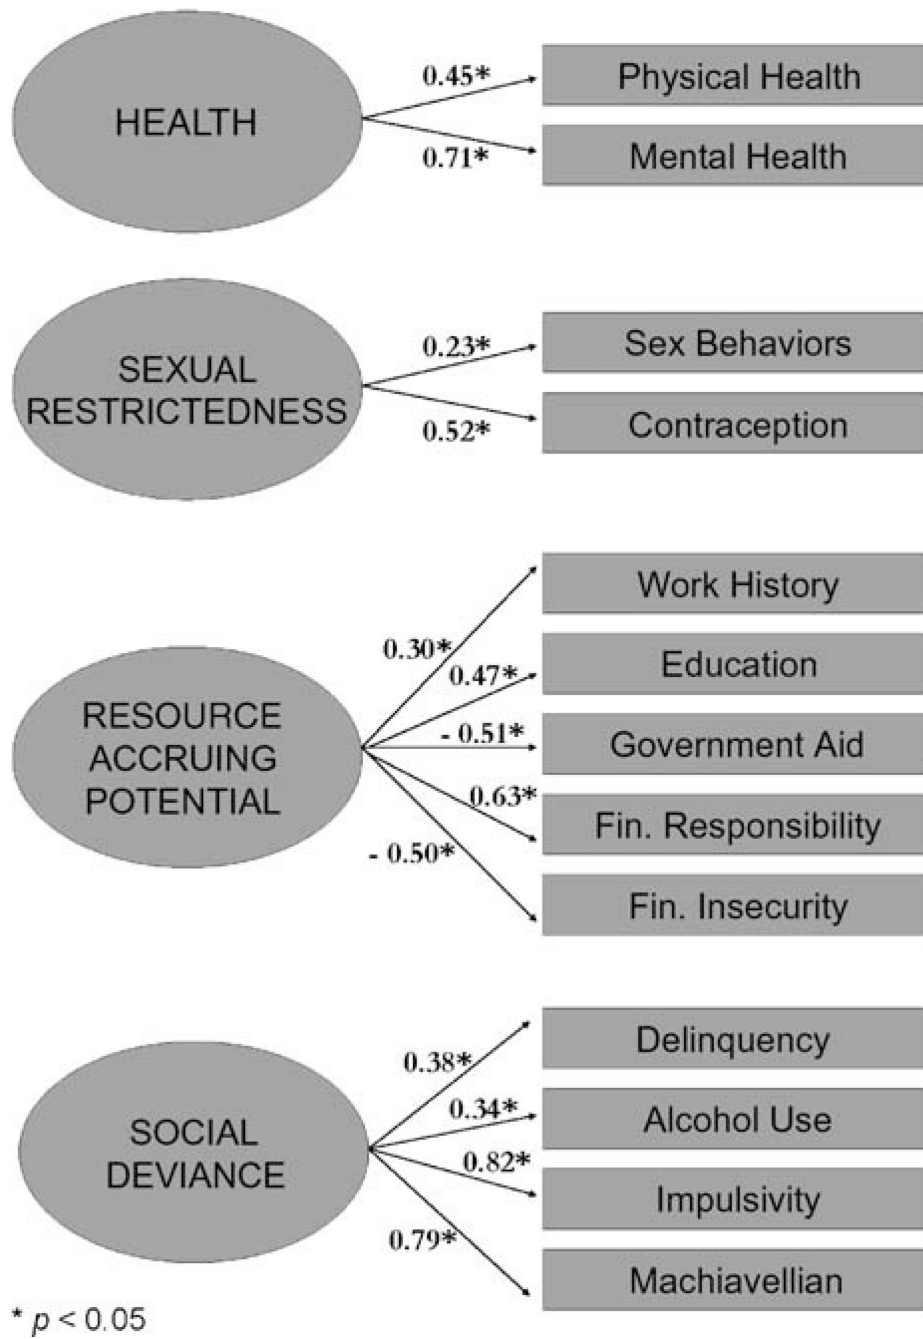 HEALTH
0.45*
Physical Health
0.71*
Mental Health
SEXUAL
RESTRICTEDNESS
0.23*
Sex Behaviors
0.52*
Contraception
RESOURCE
ACCRUING
POTENTIAL
0.30*
Work History
0.47*
Education
- 0.51*
Government Aid
0.63*
Fin. Responsibility
- 0.50*
Fin. Insecurity
SOCIAL
DEVIANCE
0.38*
Delinquency
0.34*
Alcohol Use
0.82*
Impulsivity
0.79*
Machiavellian
* p < 0.05